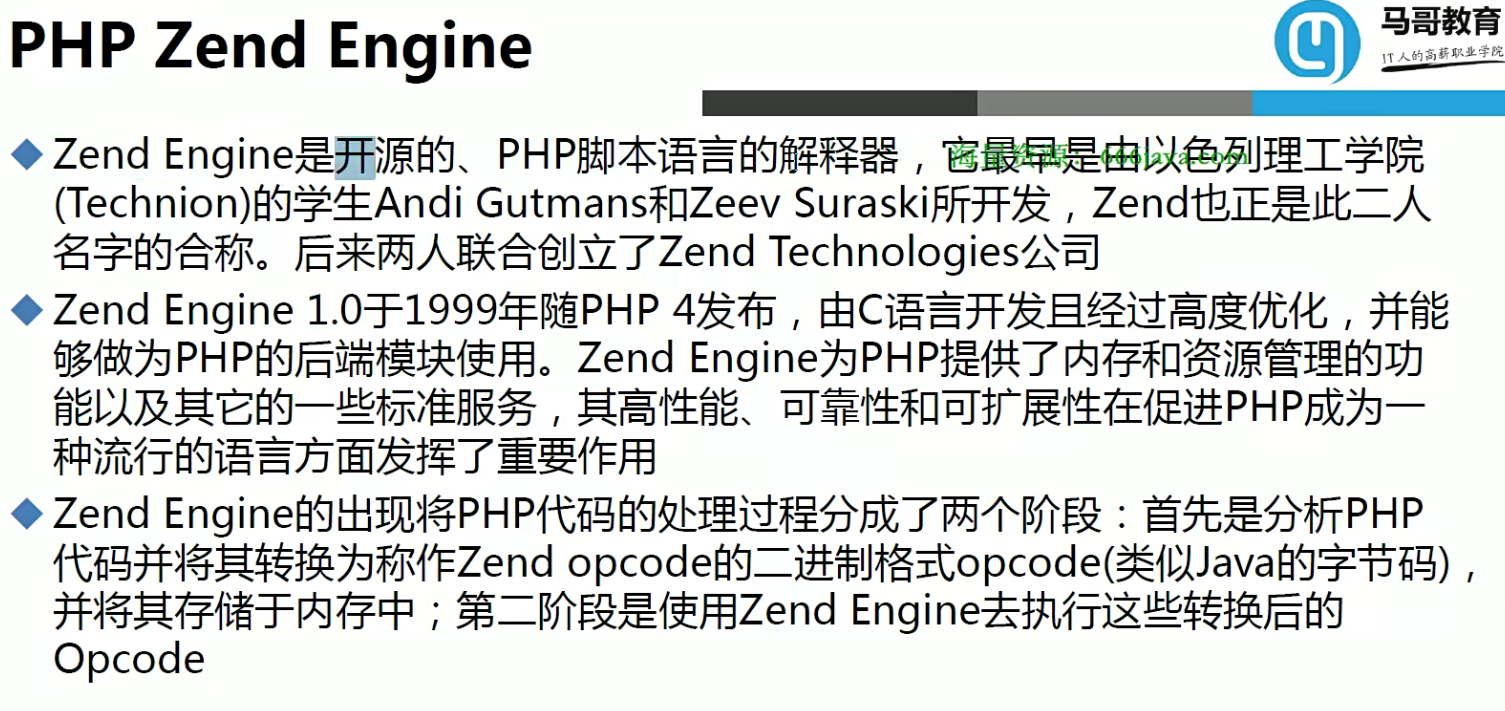 PHP Zend Engine
马哥教育
IT人的高薪职业学院
Zend Engine是开源的、PHP脚本语言的解释器，它最早是由以色列理工学院
海量资源：666java.com
(Technion)的学生Andi Gutmans和Zeev Suraski所开发，Zend也正是此二人
名字的合称。后来两人联合创立了Zend Technologies公司
Zend Engine 1.0于1999年随PHP 4发布，由C语言开发且经过高度优化，并能
够做为PHP的后端模块使用。Zend Engine为PHP提供了内存和资源管理的功
能以及其它的一些标准服务，其高性能、可靠性和可扩展性在促进PHP成为一
种流行的语言方面发挥了重要作用
Zend Engine的出现将PHP代码的处理过程分成了两个阶段：首先是分析PHP
代码并将其转换为称作Zend opcode的二进制格式opcode(类似Java的字节码)，
并将其存储于内存中；第二阶段是使用Zend Engine去执行这些转换后的
Opcode